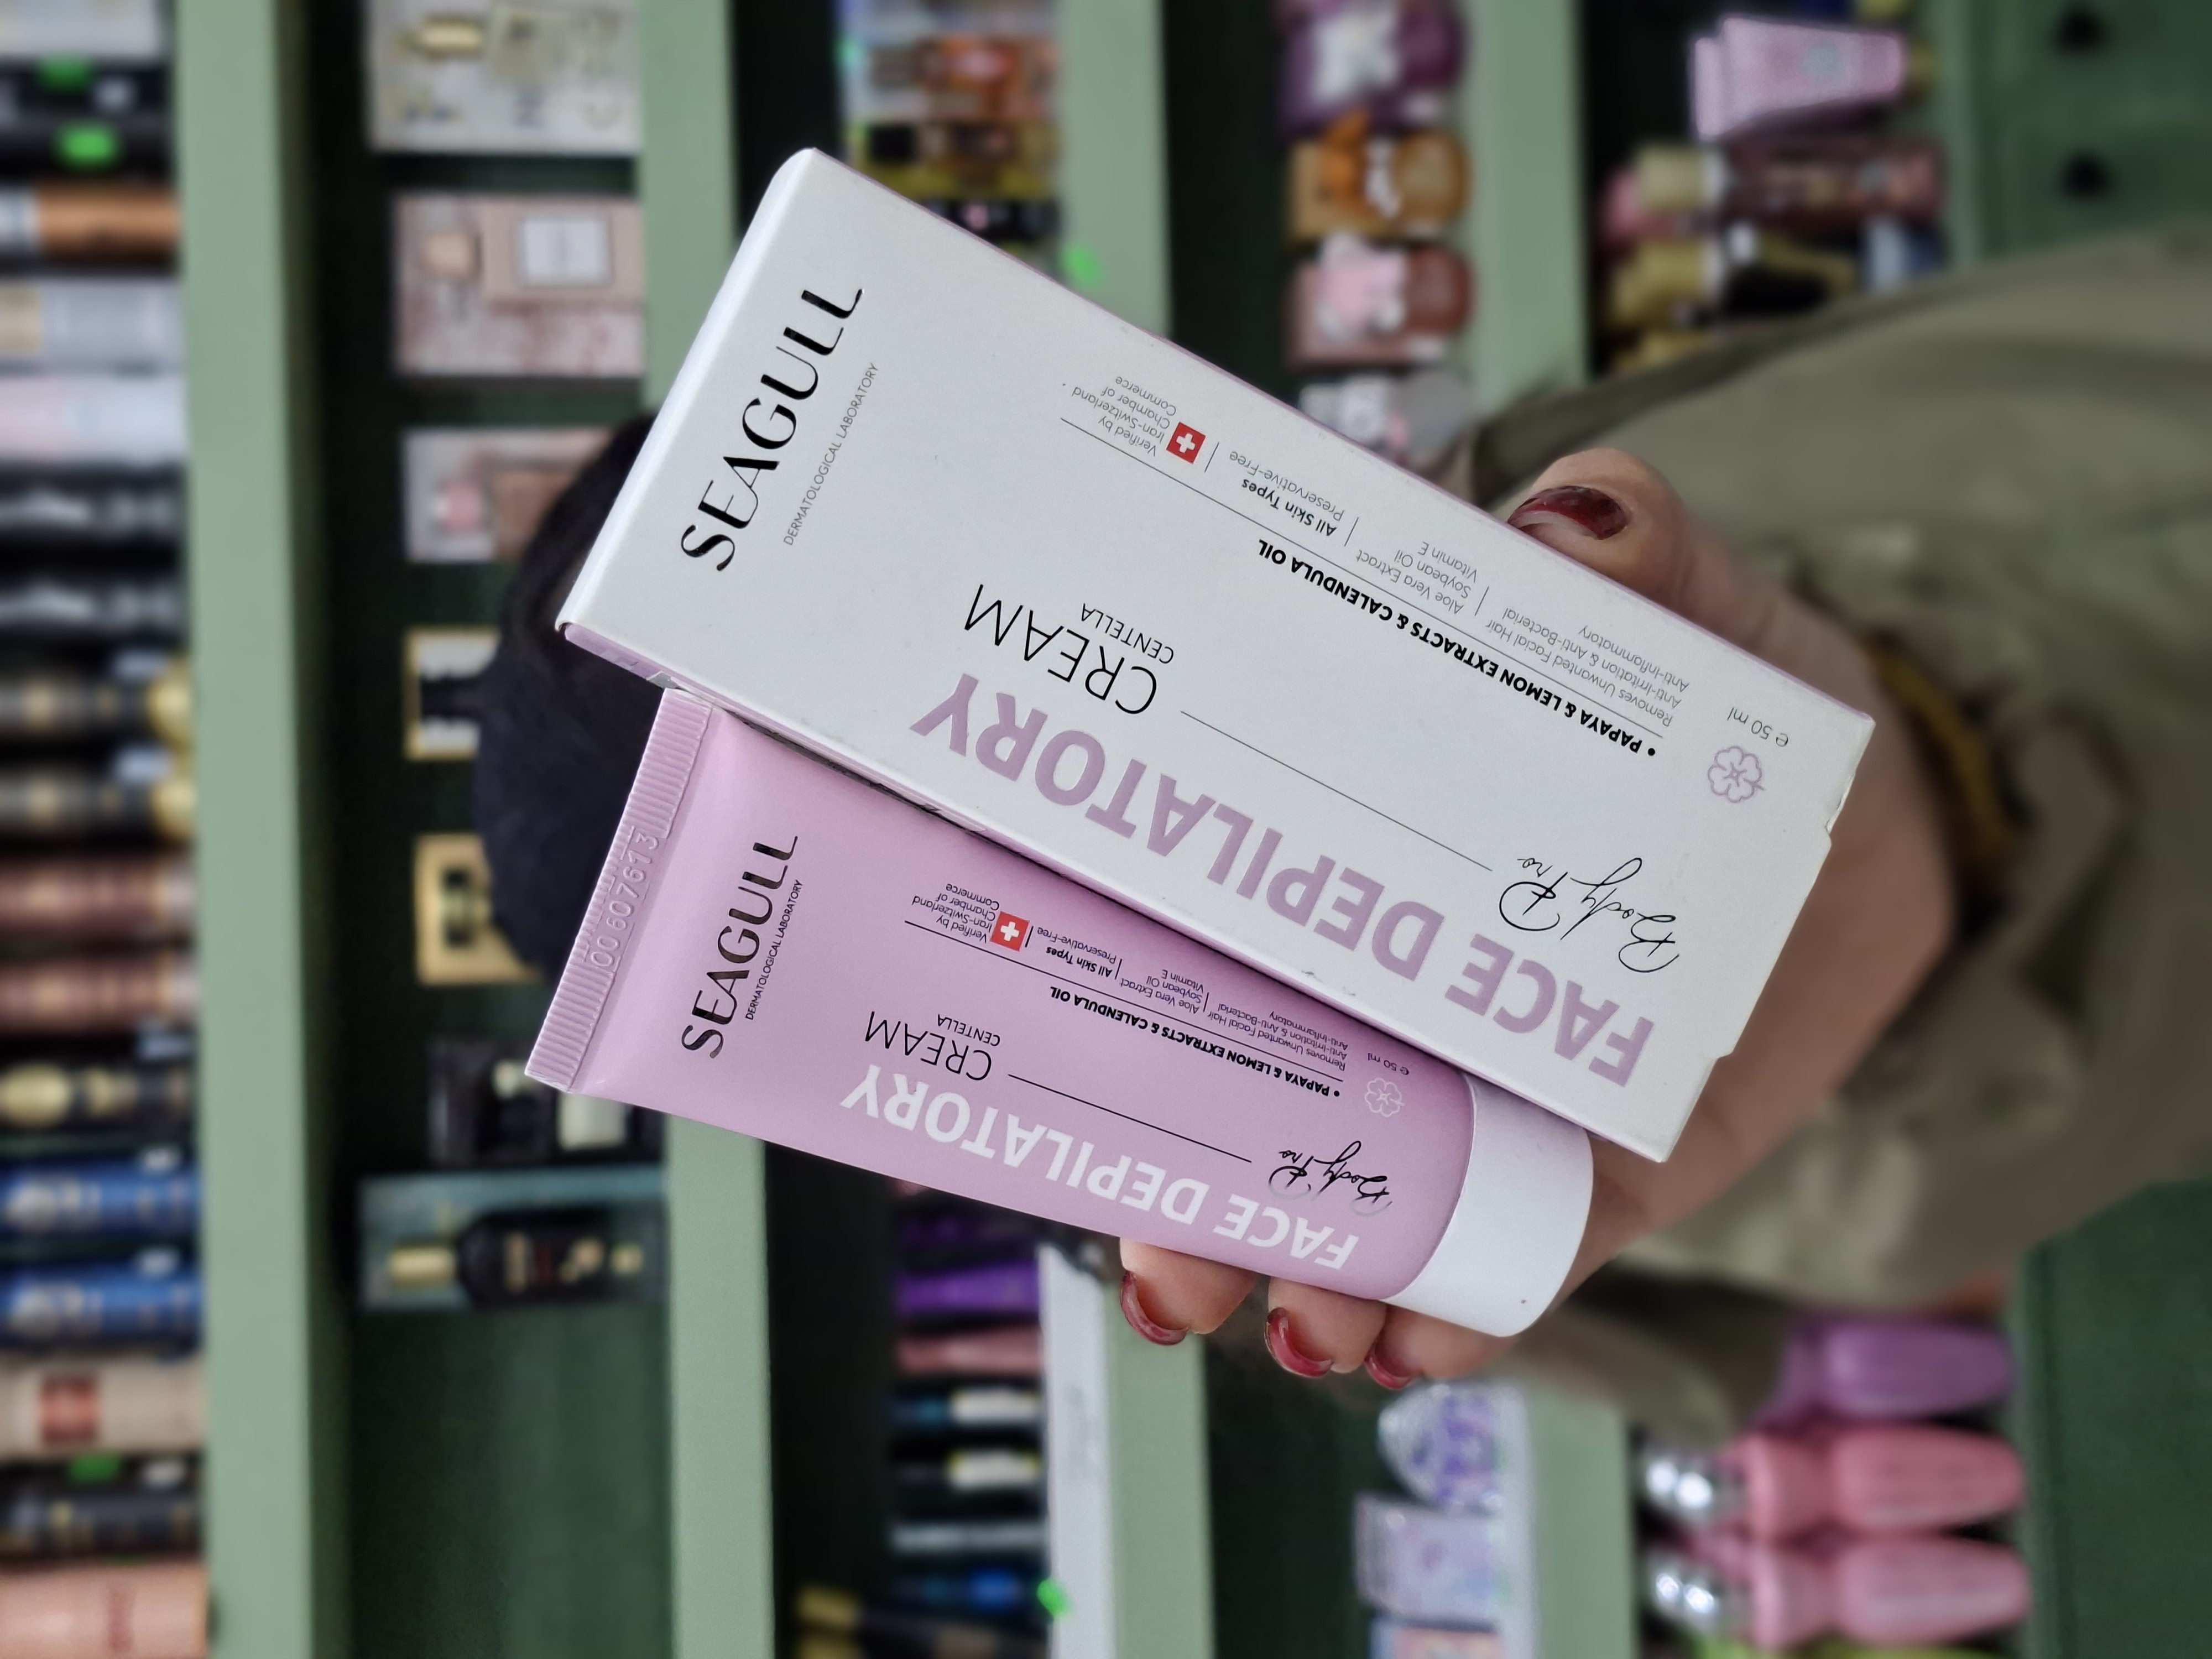 SEAGULL
DERMATOLOGICAL LABORATORY
FACE DEPILATORY
CREAM
CENTELLA
Body Pro
• PAPAYA & LEMON EXTRACTS & CALENDULA OIL
Removes Unwanted Facial Hair
Anti-Irritation & Anti-Bacterial
Anti-Inflammatory
Aloe Vera Extract
Soybean Oil
Vitamin E
All Skin Types
Preservative-Free
Verified by
Iran-Switzerland
Chamber of
Commerce
℮ 50 ml
00 607613
SEAGULL
DERMATOLOGICAL LABORATORY
FACE DEPILATORY
CREAM
CENTELLA
Body Pro
• PAPAYA & LEMON EXTRACTS & CALENDULA OIL
Removes Unwanted Facial Hair
Anti-Irritation & Anti-Bacterial
Anti-Inflammatory
Aloe Vera Extract
Soybean Oil
Vitamin E
All Skin Types
Preservative-Free
Verified by
Iran-Switzerland
Chamber of
Commerce
℮ 50 ml